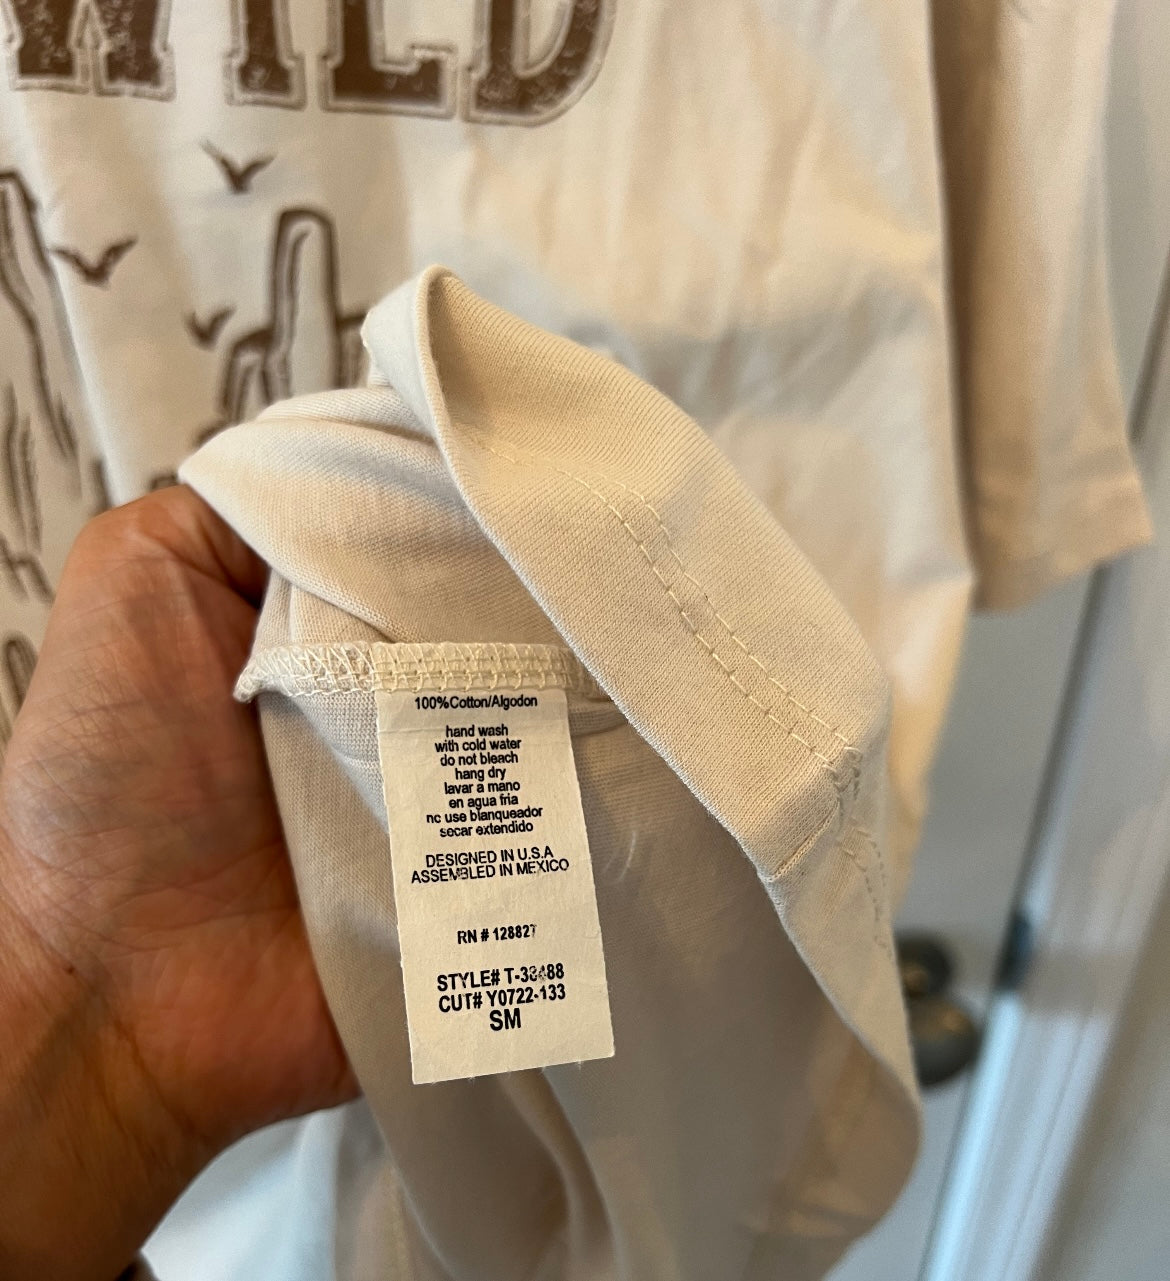 WILD
100%Cotton/Algodon
hand wash
with cold water
do not bleach
hang dry
lavar a mano
en agua fria
nc use blanqueador
secar extendido
DESIGNED IN U.S.A
ASSEMBLED IN MEXICO
RN # 128827
STYLE#
CUT# Y0722-133
SM